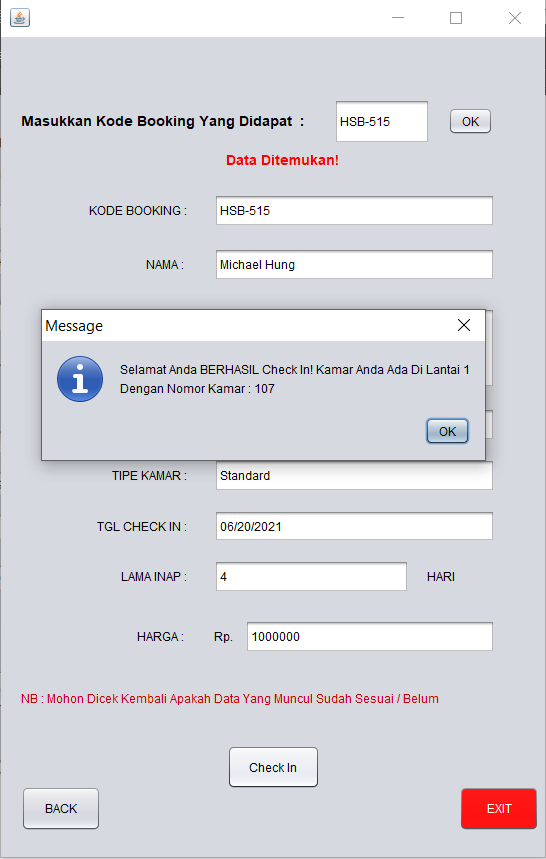 Masukkan Kode Booking Yang Didapat :
HSB-515
OK
Data Ditemukan!
KODE BOOKING :
HSB-515
NAMA :
Michael Hung
Message
Selamat Anda BERHASIL Check In! Kamar Anda Ada Di Lantai 1
Dengan Nomor Kamar : 107
OK
TIPE KAMAR :
Standard
TGL CHECK IN :
06/20/2021
LAMA INAP :
4
HARI
HARGA :
Rp.
1000000
NB : Mohon Dicek Kembali Apakah Data Yang Muncul Sudah Sesuai / Belum
Check In
BACK
EXIT